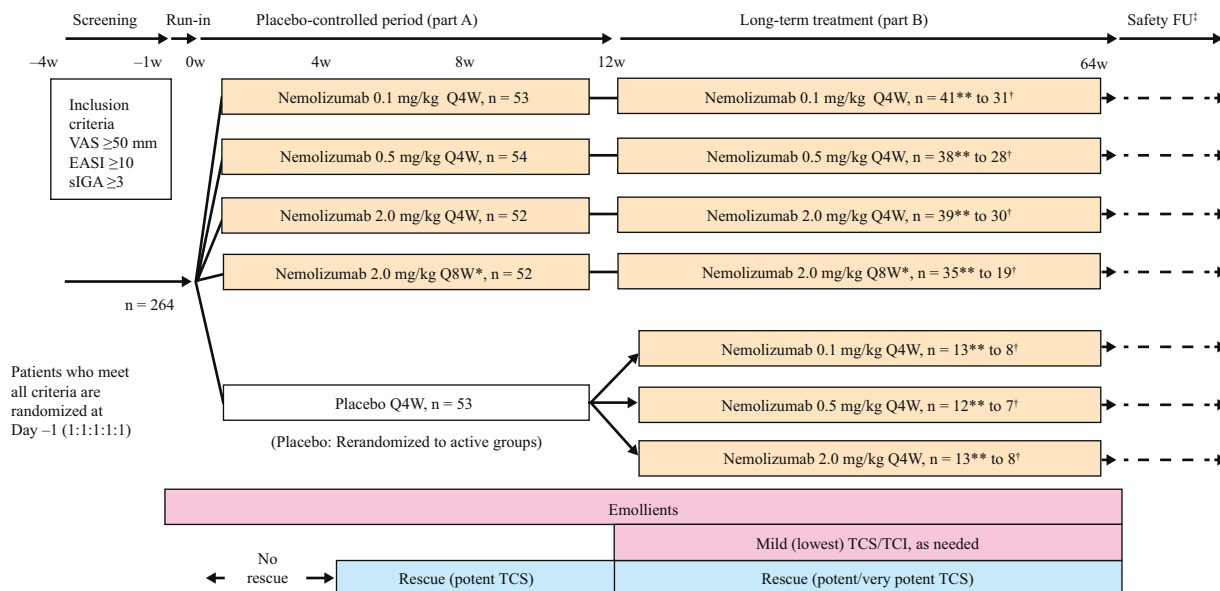 Screening
Run-in
Placebo-controlled period (part A)
Long-term treatment (part B)
Safety FU‡
–4w
–1w
0w
4w
8w
12w
64w
Inclusion
criteria
VAS ≥50 mm
EASI ≥10
sIGA ≥3
Nemolizumab 0.1 mg/kg Q4W, n = 53
Nemolizumab 0.1 mg/kg Q4W, n = 41** to 31†
Nemolizumab 0.5 mg/kg Q4W, n = 54
Nemolizumab 0.5 mg/kg Q4W, n = 38** to 28†
Nemolizumab 2.0 mg/kg Q4W, n = 52
Nemolizumab 2.0 mg/kg Q4W, n = 39** to 30†
Nemolizumab 2.0 mg/kg Q8W*, n = 52
Nemolizumab 2.0 mg/kg Q8W*, n = 35** to 19†
n = 264
Patients who meet
all criteria are
randomized at
Day –1 (1:1:1:1:1)
Placebo Q4W, n = 53
(Placebo: Rerandomized to active groups)
Nemolizumab 0.1 mg/kg Q4W, n = 13** to 8†
Nemolizumab 0.5 mg/kg Q4W, n = 12** to 7†
Nemolizumab 2.0 mg/kg Q4W, n = 13** to 8†
Emollients
Mild (lowest) TCS/TCI, as needed
No
rescue
Rescue (potent TCS)
Rescue (potent/very potent TCS)